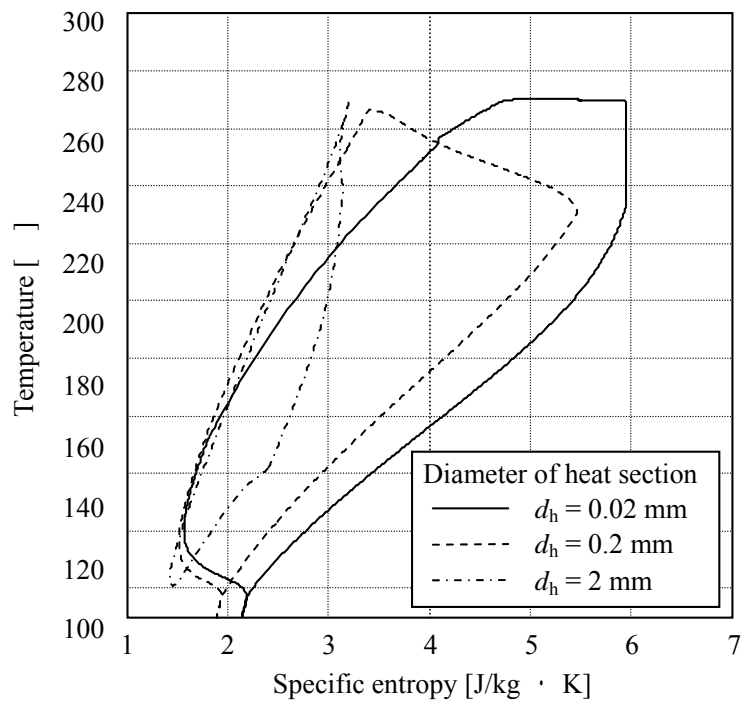 300
280
260
240
220
200
180
160
140
120
100
Temperature [ ]
1 2 3 4 5 6 7
Specific entropy [J/kg · K]
Diameter of heat section
dh = 0.02 mm
dh = 0.2 mm
dh = 2 mm